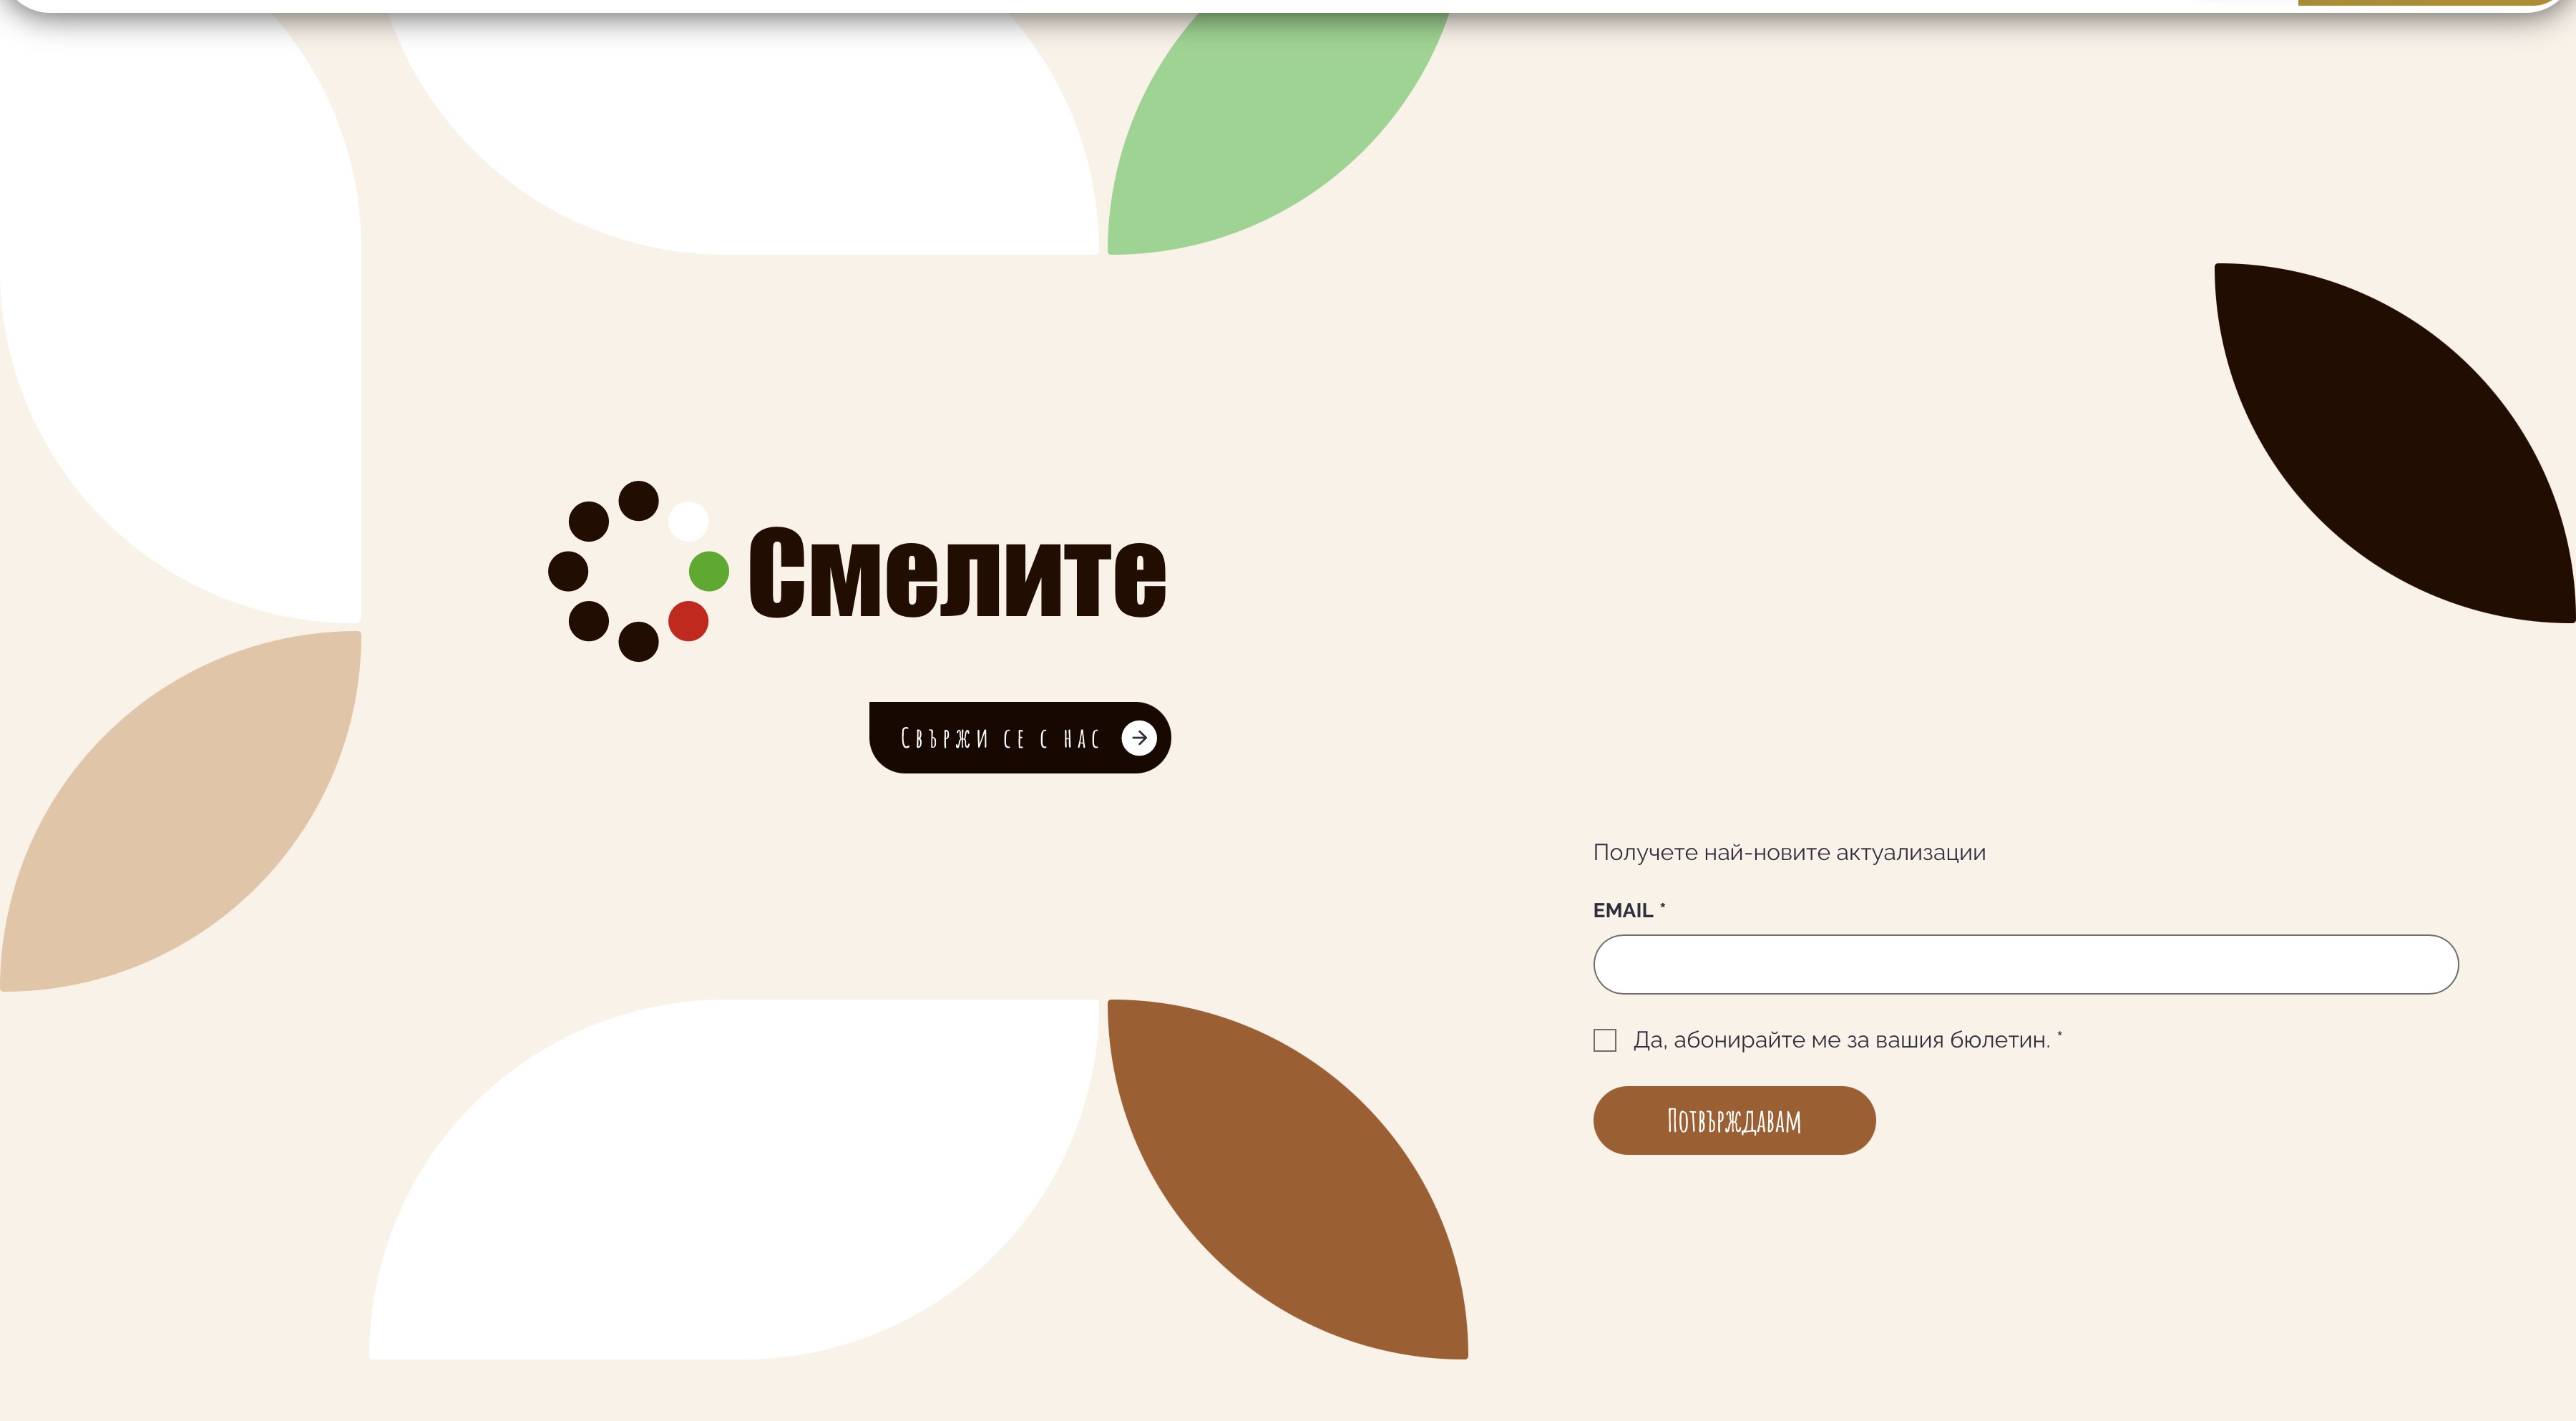 Смелите
Свържи се с нас
Получете най-новите актуализации
EMAIL *
Да, абонирайте ме за вашия бюлетин. *
Потвърждавам